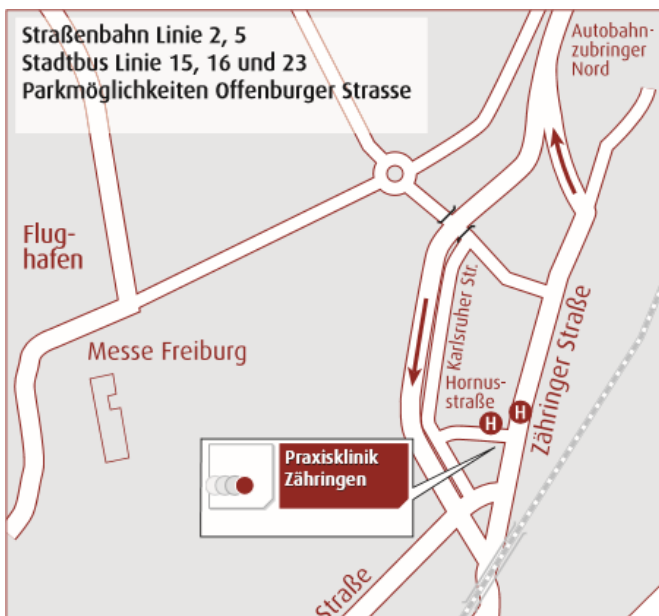 Straßenbahn Linie 2, 5
Stadtbus Linie 15, 16 und 23
Parkmöglichkeiten Offenburger Strasse
Autobahn-
zubringer
Nord
Flug-
hafen
Messe Freiburg
Karlsruher Str.
Hornus-
straße
H
H
Zähringer Straße
Praxisklinik
Zähringen
Straße